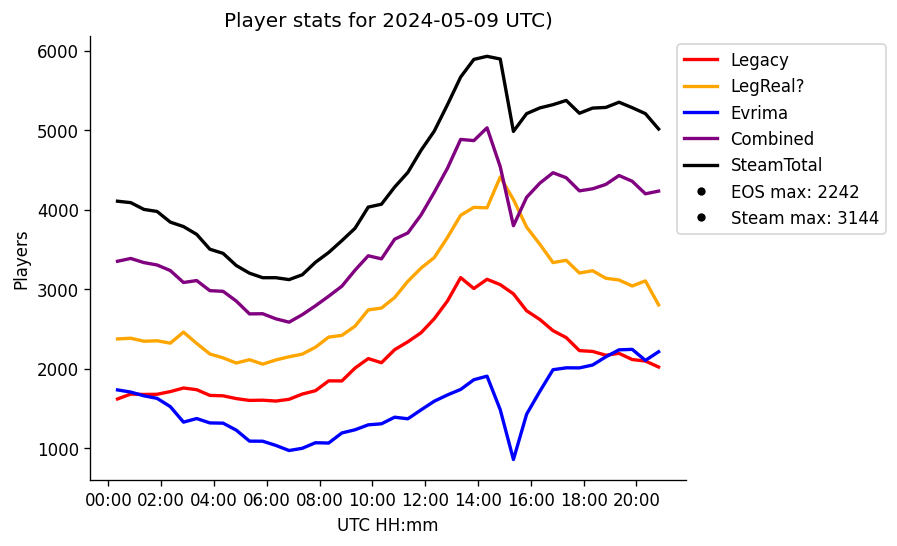 Player stats for 2024-05-09 UTC)
6000
5000
4000
3000
2000
1000
Players
00:00 02:00 04:00 06:00 08:00 10:00 12:00 14:00 16:00 18:00 20:00
UTC HH:mm
Legacy
LegReal?
Evrima
Combined
SteamTotal
EOS max: 2242
Steam max: 3144